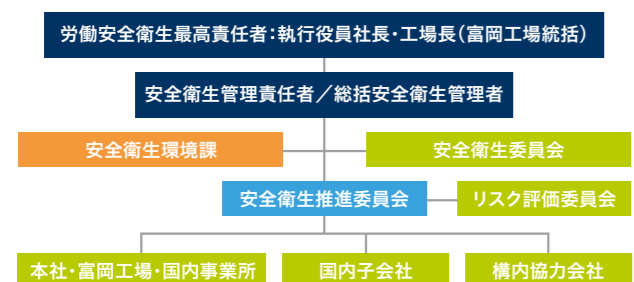 労働安全衛生最高責任者：執行役員社長・工場長（富岡工場統括）
安全衛生管理責任者／総括安全衛生管理者
安全衛生環境課
安全衛生委員会
安全衛生推進委員会
リスク評価委員会
本社・富岡工場・国内事業所
国内子会社
構内協力会社